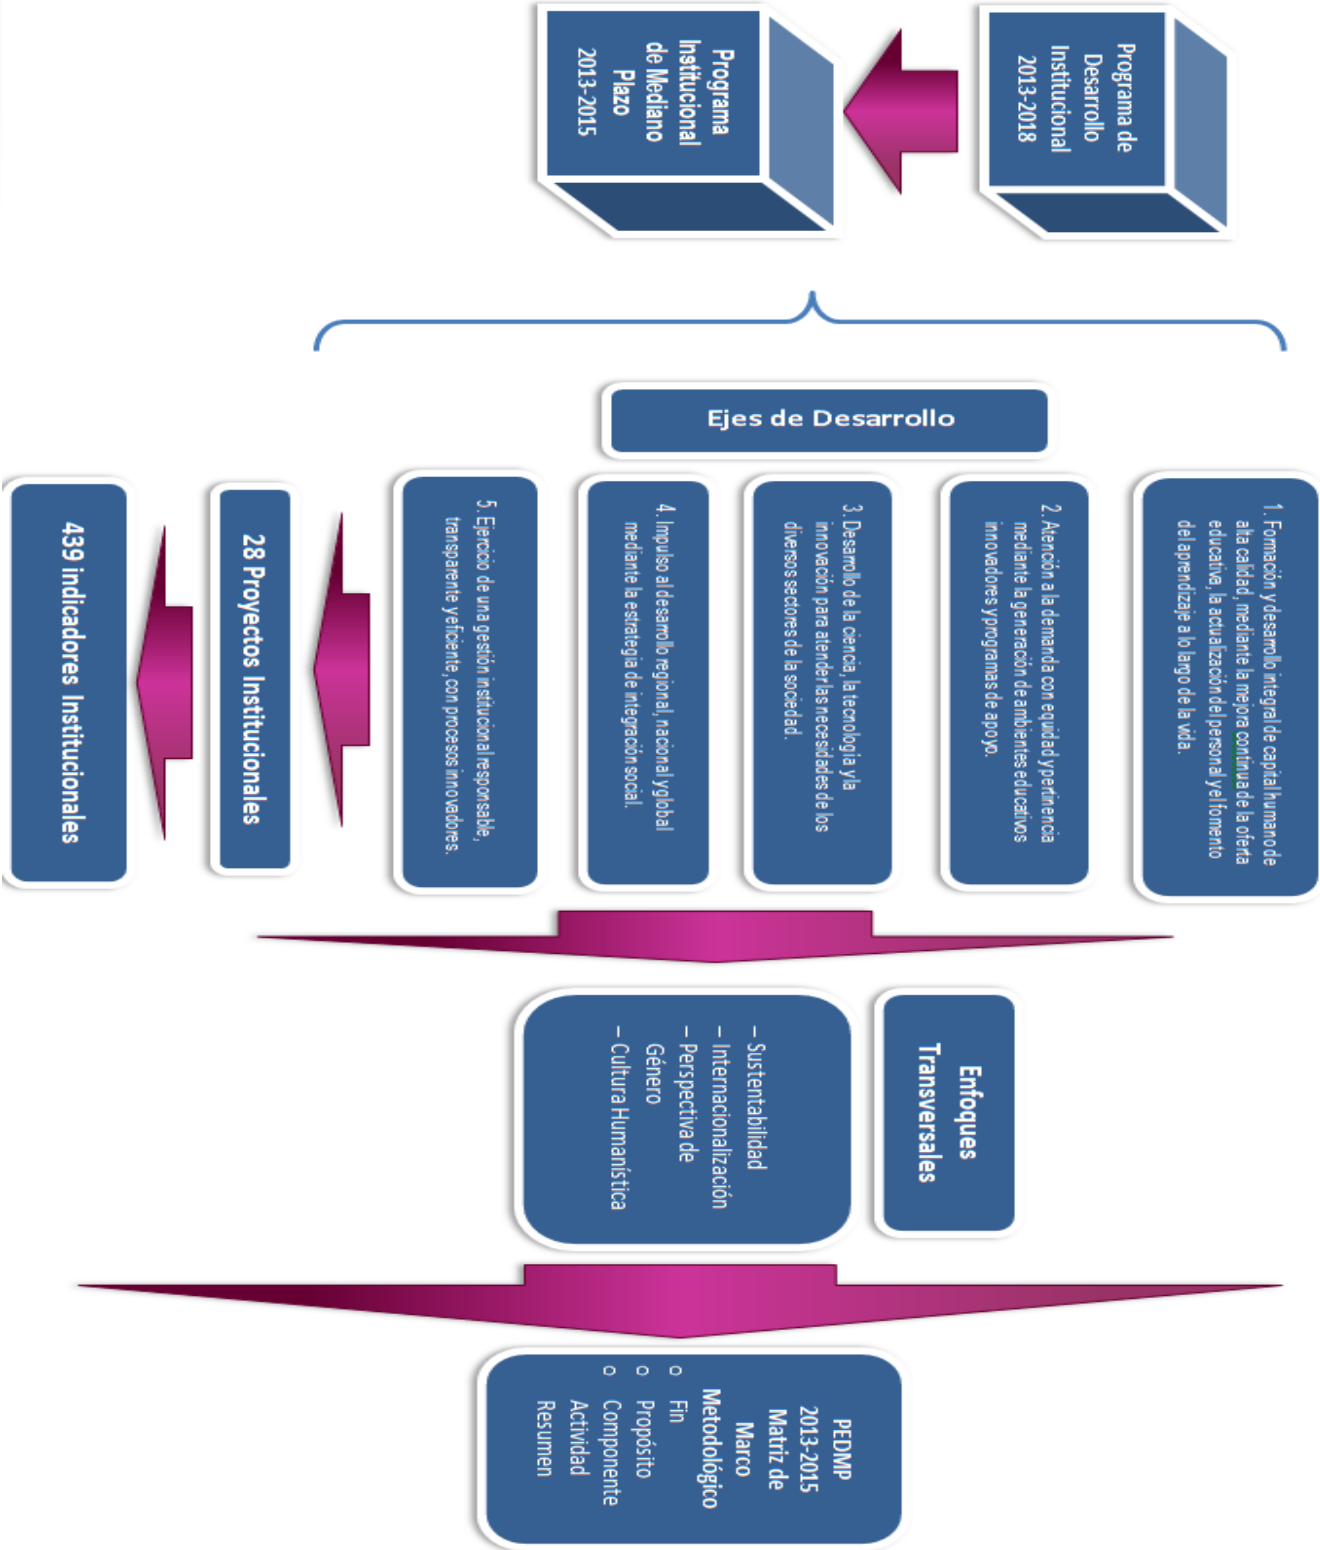 Programa de
Desarrollo
Institucional
2013-2018
Programa
Institucional
de Mediano
Plazo
2013-2015
Ejes de Desarrollo
1. Formación y desarrollo integral de capital humano de
alta calidad, mediante la mejora continua de la oferta
educativa, la actualización del personal y el fomento
del aprendizaje a lo largo de la vida.
2. Atención a la demanda con equidad y pertinencia
mediante la generación de ambientes educativos
innovadores y programas de apoyo.
3. Desarrollo de la ciencia, la tecnología y la
innovación para atender las necesidades de los
diversos sectores de la sociedad.
4. Impulso al desarrollo regional, nacional y global
mediante la estrategia de integración social.
5. Ejercicio de una gestión institucional responsable,
transparente y eficiente, con procesos innovadores.
28 Proyectos Institucionales
439 indicadores Institucionales
Enfoques
Transversales
– Sustentabilidad
– Internacionalización
– Perspectiva de
Género
– Cultura Humanística
PEDMP
2013-2015
Matriz de
Marco
Metodológico
o Fin
o Propósito
o Componente
Actividad
Resumen